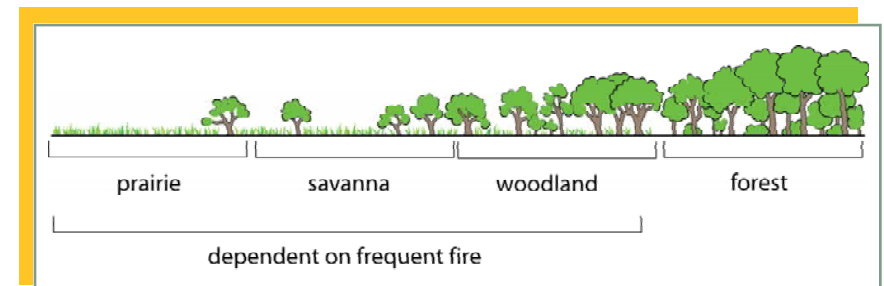 prairie savanna woodland forest
dependent on frequent fire